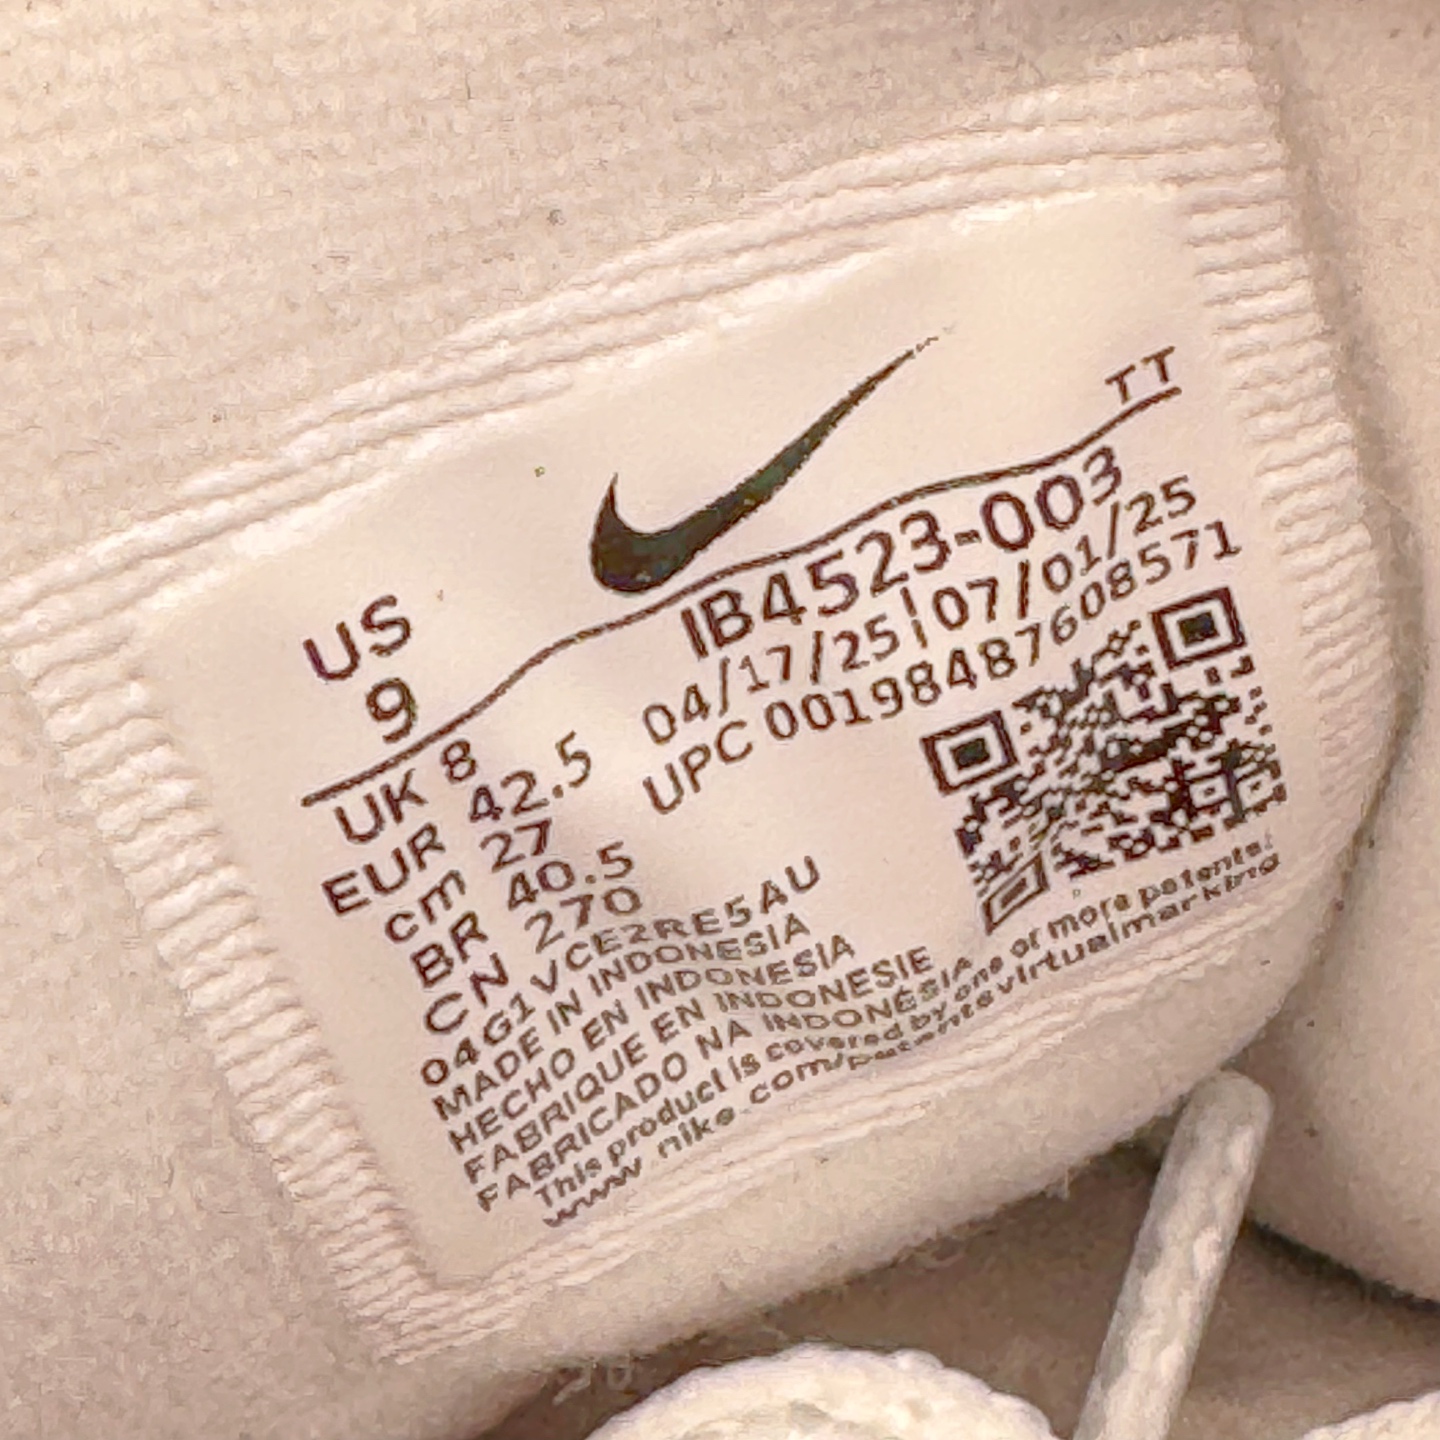 TT
US
9
IB4523-003
04/17/25|07/01/25
UPC 00198487608571
UK 8
EUR 42.5
cm 27
BR 40.5
CN 270
04G1VCE2RE5AU
MADE IN INDONESIA
HECHO EN INDONESIA
FABRIQUE EN INDONESIE
FABRICADO NA INDONÉSIA
This product is covered by one or more patents:
www.nike.com/patentsvirtualmarking